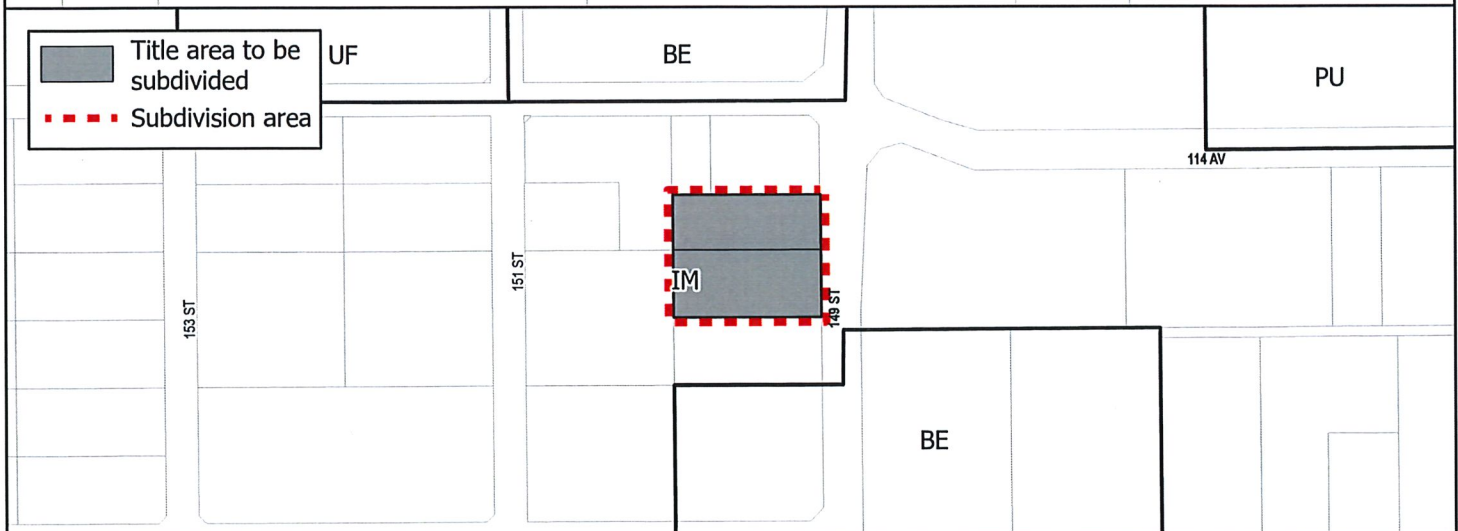 Title area to be
subdivided
Subdivision area
UF
BE
PU
114 AV
151 ST
IM
149 ST
153 ST
BE